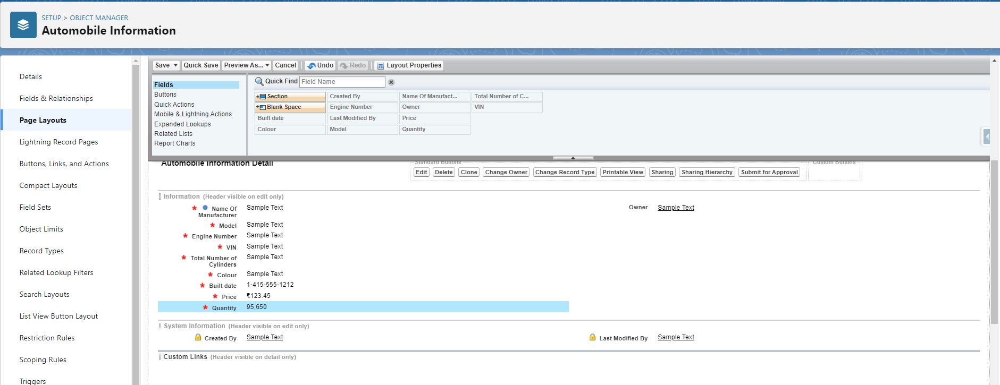 SETUP > OBJECT MANAGER
Automobile Information
Details
Fields & Relationships
Page Layouts
Lightning Record Pages
Buttons, Links, and Actions
Compact Layouts
Field Sets
Object Limits
Record Types
Related Lookup Filters
Search Layouts
List View Button Layout
Restriction Rules
Scoping Rules
Triggers
Save Quick Save Preview As... Cancel Undo Redo Layout Properties
Fields
Buttons
Quick Actions
Mobile & Lightning Actions
Expanded Lookups
Related Lists
Report Charts
Quick Find Field Name
Section Created By Name Of Manufact... Total Number of C...
Blank Space Engine Number Owner VIN
Built date Last Modified By Price
Colour Model Quantity
Automobile Information Detail
Standard Buttons Custom Buttons
Edit Delete Clone Change Owner Change Record Type Printable View Sharing Sharing Hierarchy Submit for Approval
Information (Header visible on edit only)
* Name Of Manufacturer Sample Text Owner Sample Text
* Model Sample Text
* Engine Number Sample Text
* VIN Sample Text
* Total Number of Cylinders Sample Text
* Colour Sample Text
* Built date 1-415-555-1212
* Price ₹123.45
* Quantity 95,650
System Information (Header visible on edit only)
Created By Sample Text Last Modified By Sample Text
Custom Links (Header visible on detail only)